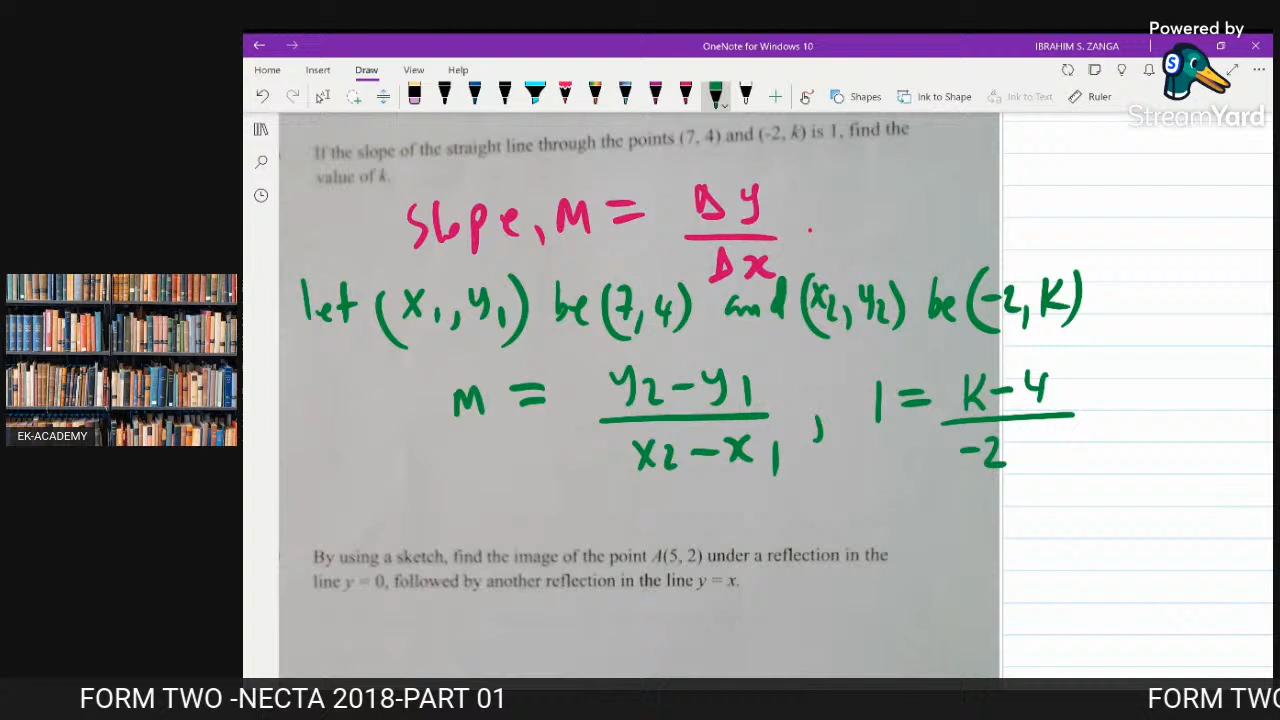 Powered by
StreamYard
OneNote for Windows 10
IBRAHIM S. ZANGA
Home Insert Draw View Help
Shapes Ink to Shape Ink to Text Ruler
If the slope of the straight line through the points (7, 4) and (-2, k) is 1, find the
value of k.
Slope, M = Δy
Δx
let (x1, y1) be (7, 4) and (x2, y2) be (-2, K)
M = y2 - y1 , 1 = K - 4
x2 - x1 -2
By using a sketch, find the image of the point A(5, 2) under a reflection in the
line y = 0, followed by another reflection in the line y = x.
EK-ACADEMY
FORM TWO -NECTA 2018-PART 01
FORM TWO